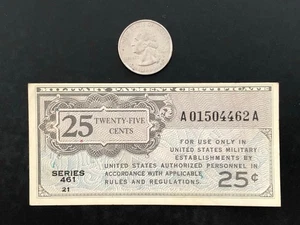 MILITARY PAYMENT CERTIFICATE
25 TWENTY-FIVE
CENTS
A01504462A
FOR USE ONLY IN
UNITED STATES MILITARY
ESTABLISHMENTS BY
UNITED STATES AUTHORIZED PERSONNEL IN
ACCORDANCE WITH APPLICABLE
RULES AND REGULATIONS.
SERIES
461
21
25¢